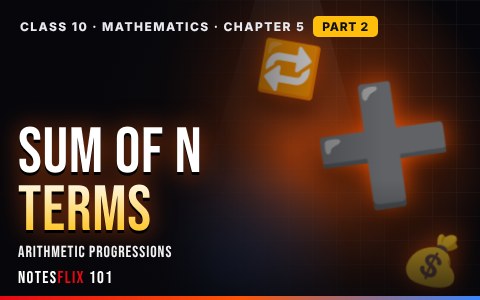 CLASS 10 · MATHEMATICS · CHAPTER 5 PART 2
SUM OF N
TERMS
ARITHMETIC PROGRESSIONS
NOTESFLIX 101